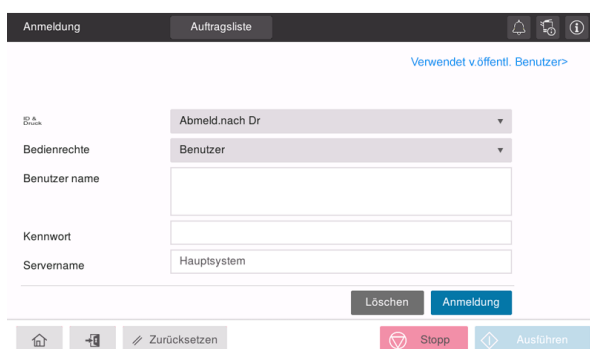 Anmeldung
Auftragsliste
Verwendet v.öffentl. Benutzer>
ID &
Druck
Abmeld.nach Dr
Bedienrechte
Benutzer
Benutzer name
Kennwort
Servername
Hauptsystem
Löschen
Anmeldung
Zurücksetzen
Stopp
Ausführen